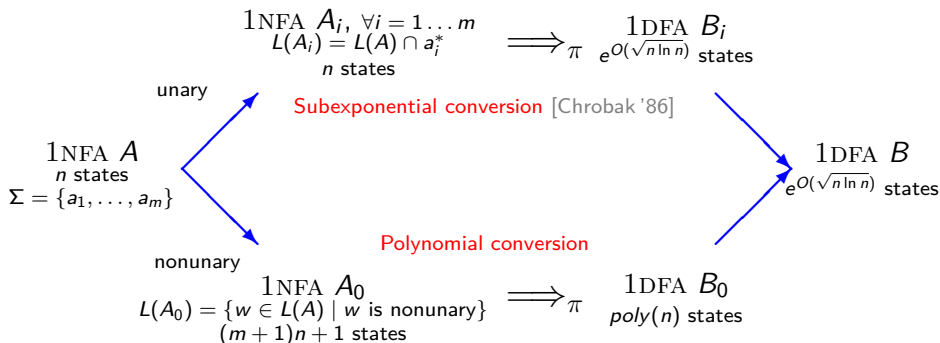 1NFA A_i, ∀i = 1 … m
L(A_i) = L(A) ∩ a_i^*
n states
⟹_π
1DFA B_i
e^{O(√(n ln n))} states
unary
Subexponential conversion [Chrobak '86]
1NFA A
n states
Σ = {a_1, …, a_m}
1DFA B
e^{O(√(n ln n))} states
Polynomial conversion
nonunary
1NFA A_0
L(A_0) = {w ∈ L(A) | w is nonunary}
(m + 1)n + 1 states
⟹_π
1DFA B_0
poly(n) states